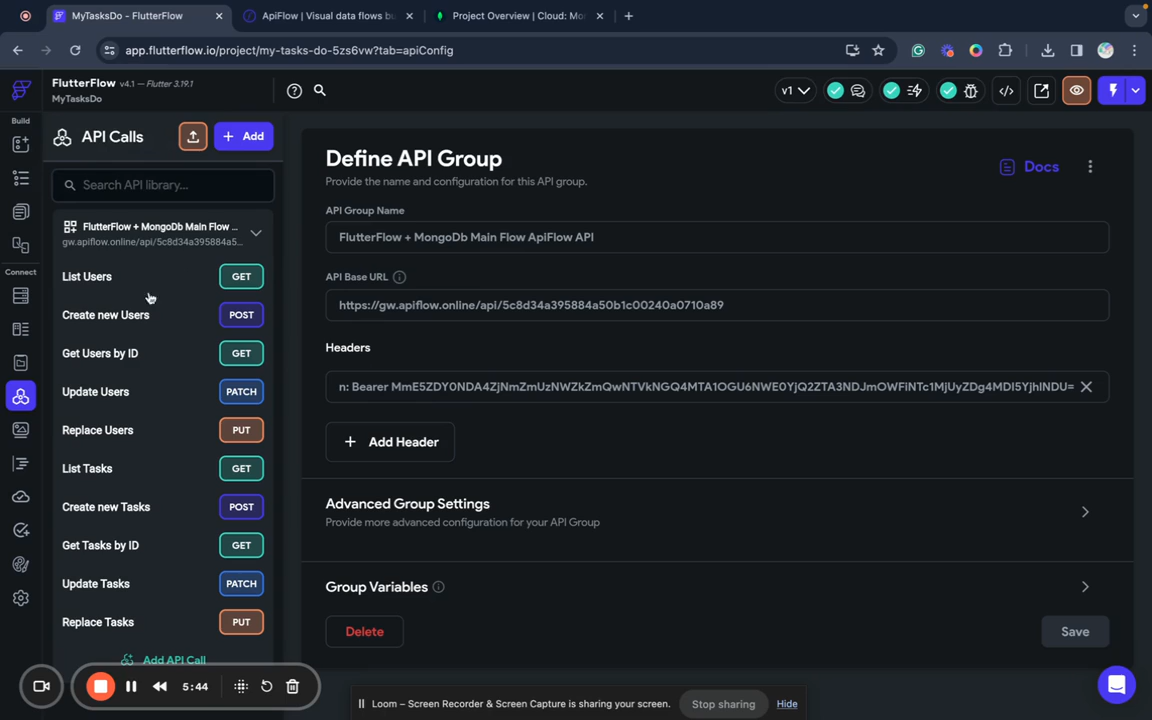 MyTasksDo - FlutterFlow
ApiFlow | Visual data flows bu
Project Overview | Cloud: Mon
app.flutterflow.io/project/my-tasks-do-5zs6vw?tab=apiConfig
FlutterFlow v4.1 — Flutter 3.19.1
MyTasksDo
v1
Build
Connect
API Calls
Add
Search API library...
FlutterFlow + MongoDb Main Flow ...
gw.apiflow.online/api/5c8d34a395884a5...
List Users GET
Create new Users POST
Get Users by ID GET
Update Users PATCH
Replace Users PUT
List Tasks GET
Create new Tasks POST
Get Tasks by ID GET
Update Tasks PATCH
Replace Tasks PUT
Add API Call
Define API Group
Provide the name and configuration for this API group.
Docs
API Group Name
FlutterFlow + MongoDb Main Flow ApiFlow API
API Base URL
https://gw.apiflow.online/api/5c8d34a395884a50b1c00240a0710a89
Headers
n: Bearer
Add Header
Advanced Group Settings
Provide more advanced configuration for your API Group
Group Variables
Delete
Save
5:44
Loom – Screen Recorder & Screen Capture is sharing your screen.
Stop sharing
Hide